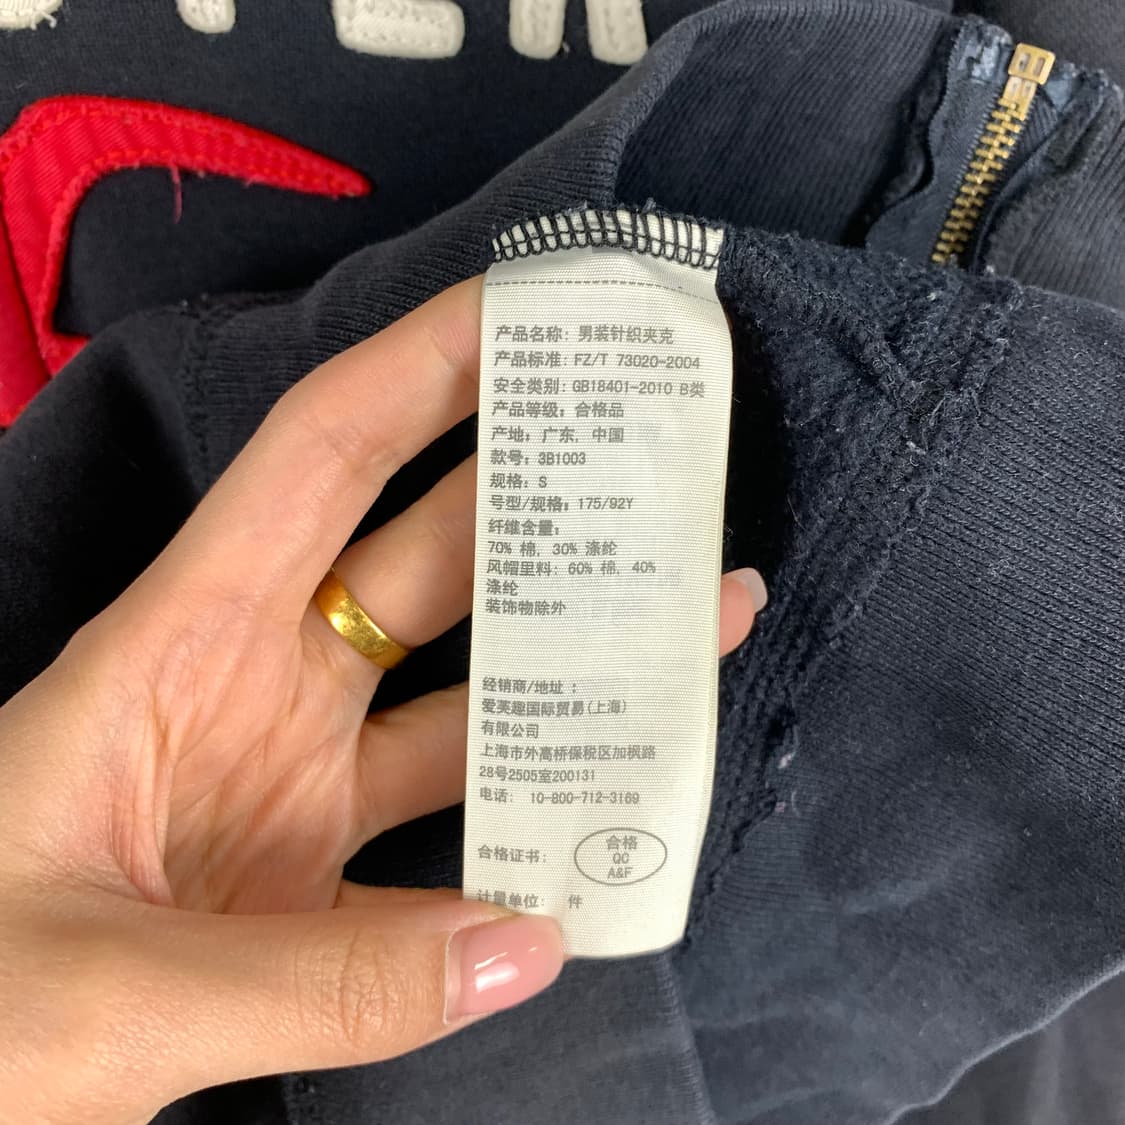 产品名称: 男装针织夹克
产品标准: FZ/T 73020-2004
安全类别: GB18401-2010 B类
产品等级: 合格品
产地: 广东, 中国
款号: 3B1003
规格: S
号型/规格: 175/92Y
纤维含量:
70% 棉, 30% 涤纶
风帽里料: 60% 棉, 40%
涤纶
装饰物除外
经销商/地址 :
爱芙趣国际贸易(上海)
有限公司
上海市外高桥保税区加枫路
28号2505室200131
电话: 10-800-712-3169
合格证书:
合格
QC
A&F
计量单位: 件